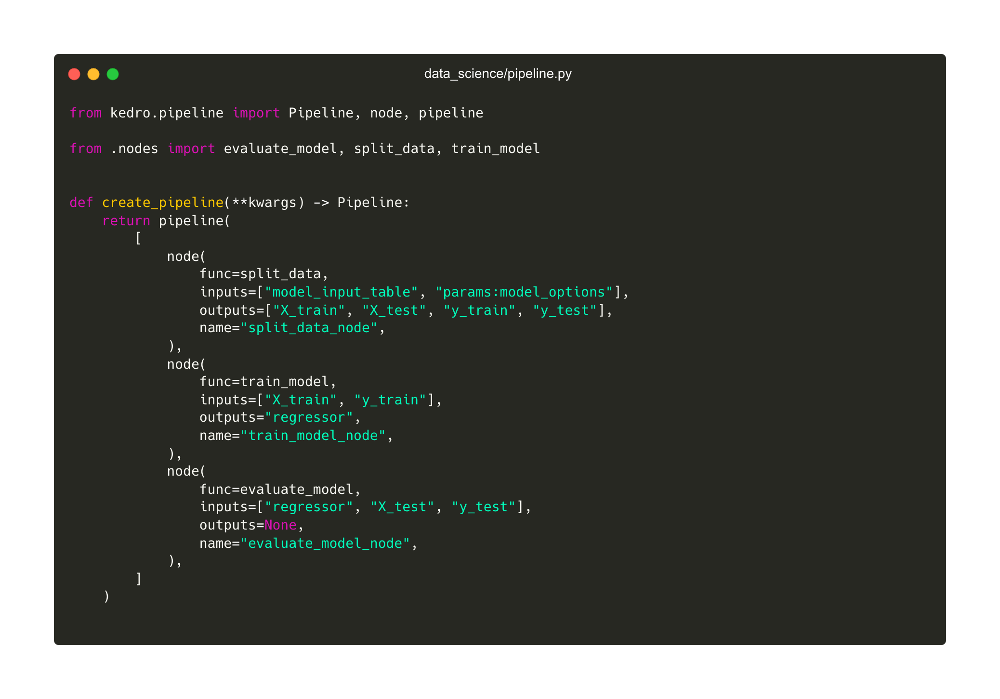 data_science/pipeline.py
from kedro.pipeline import Pipeline, node, pipeline
from .nodes import evaluate_model, split_data, train_model
def create_pipeline(**kwargs) -> Pipeline:
    return pipeline(
        [
            node(
                func=split_data,
                inputs=["model_input_table", "params:model_options"],
                outputs=["X_train", "X_test", "y_train", "y_test"],
                name="split_data_node",
            ),
            node(
                func=train_model,
                inputs=["X_train", "y_train"],
                outputs="regressor",
                name="train_model_node",
            ),
            node(
                func=evaluate_model,
                inputs=["regressor", "X_test", "y_test"],
                outputs=None,
                name="evaluate_model_node",
            ),
        ]
    )